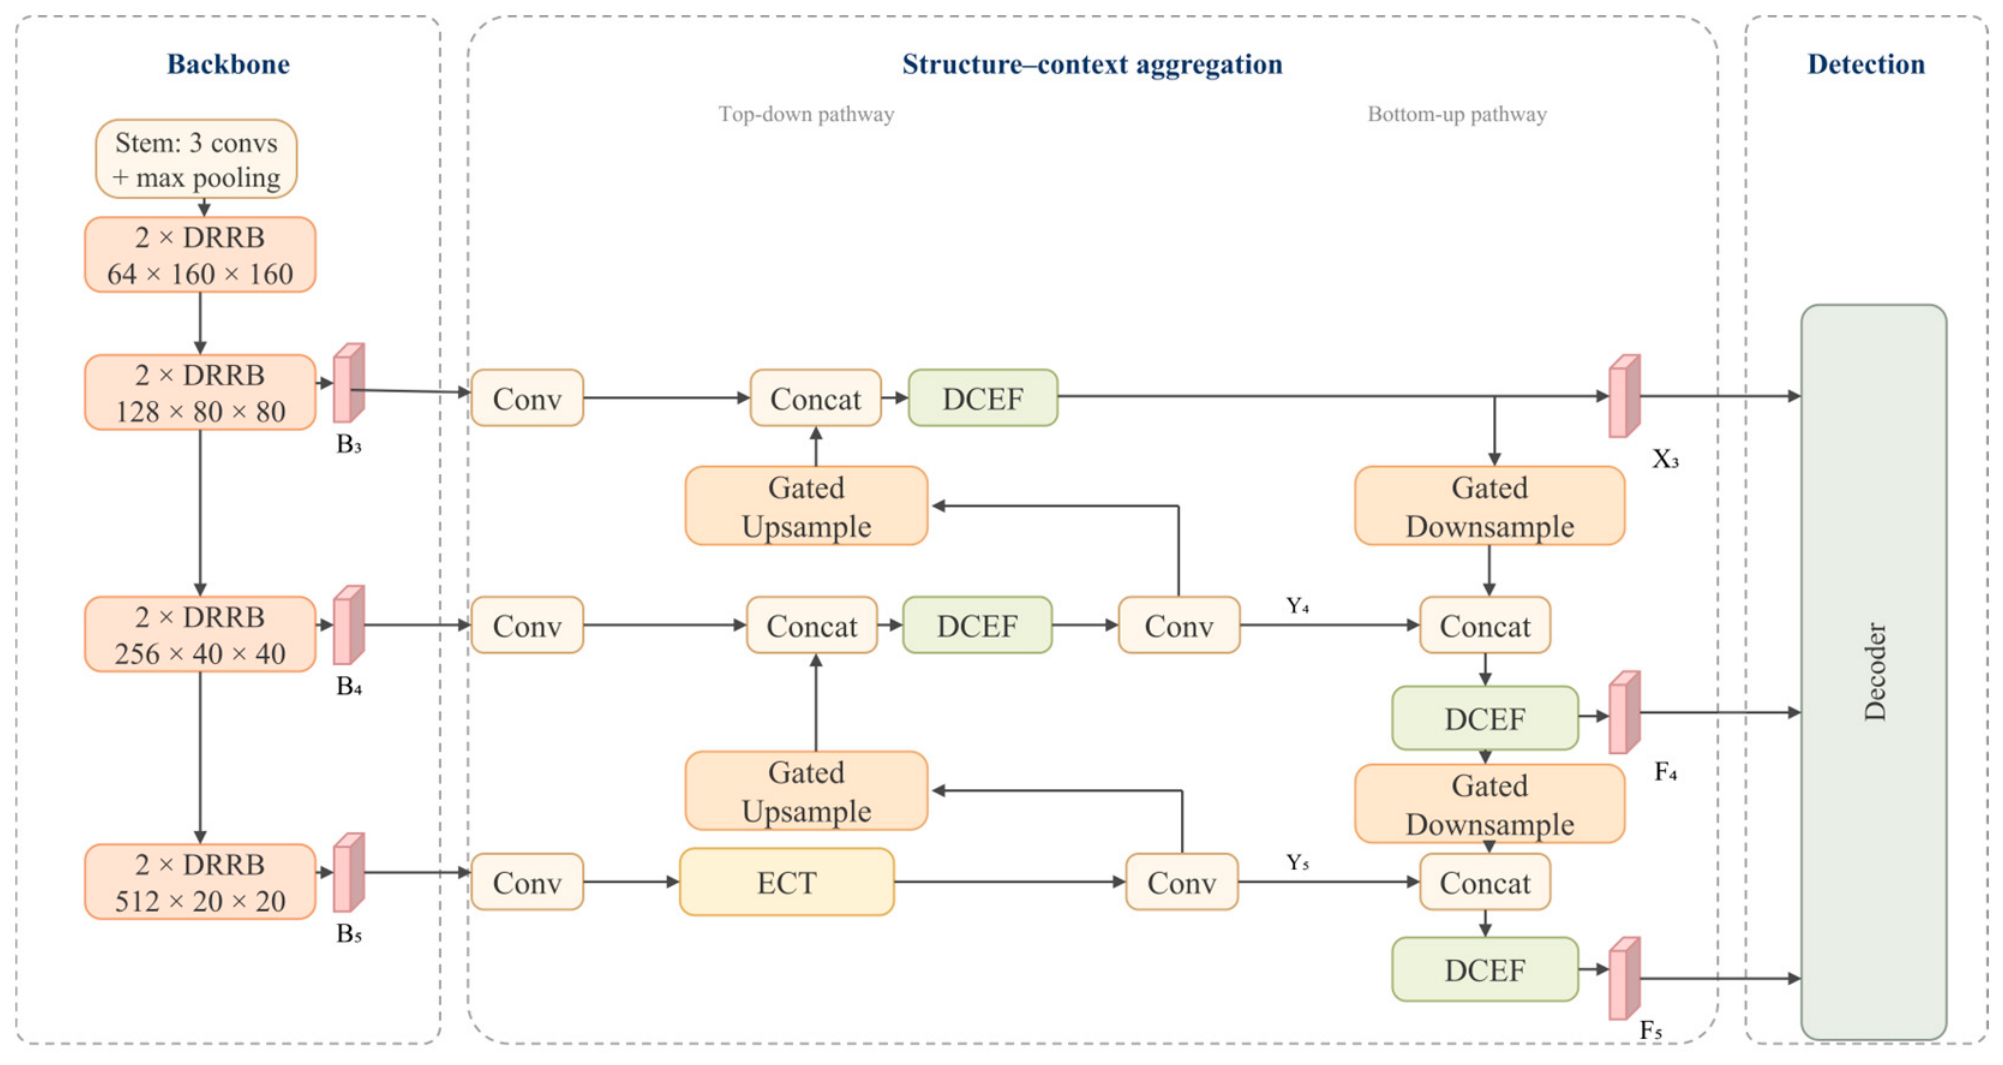 Backbone
Structure–context aggregation
Detection
Top-down pathway
Bottom-up pathway
Stem: 3 convs
+ max pooling
2 × DRRB
64 × 160 × 160
2 × DRRB
128 × 80 × 80
B₃
Conv
Concat
DCEF
X₃
Gated
Upsample
Gated
Downsample
2 × DRRB
256 × 40 × 40
B₄
Conv
Concat
DCEF
Conv
Y₄
Concat
DCEF
F₄
Gated
Upsample
Gated
Downsample
2 × DRRB
512 × 20 × 20
B₅
Conv
ECT
Conv
Y₅
Concat
DCEF
F₅
Decoder